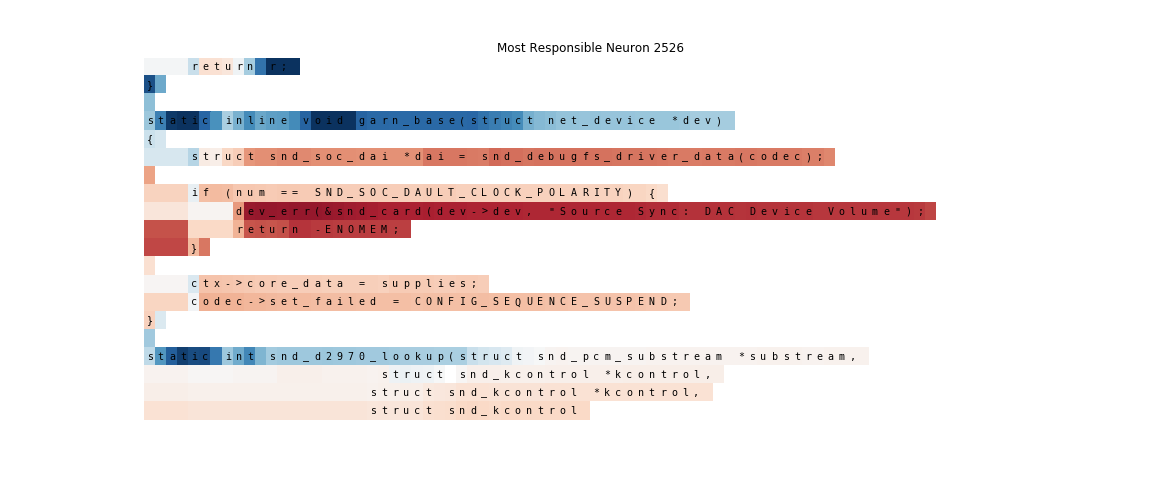 Most Responsible Neuron 2526
return r;
}
static inline void garn_base(struct net_device *dev)
{
struct snd_soc_dai *dai = snd_debugfs_driver_data(codec);
if (num == SND_SOC_DAULT_CLOCK_POLARITY) {
dev_err(&snd_card(dev->dev, *Source Sync: DAC Device Volume*);
return -ENOMEM;
}
ctx->core_data = supplies;
codec->set_failed = CONFIG_SEQUENCE_SUSPEND;
}
static int snd_d2970_lookup(struct snd_pcm_substream *substream,
struct snd_kcontrol *kcontrol,
struct snd_kcontrol *kcontrol,
struct snd_kcontrol